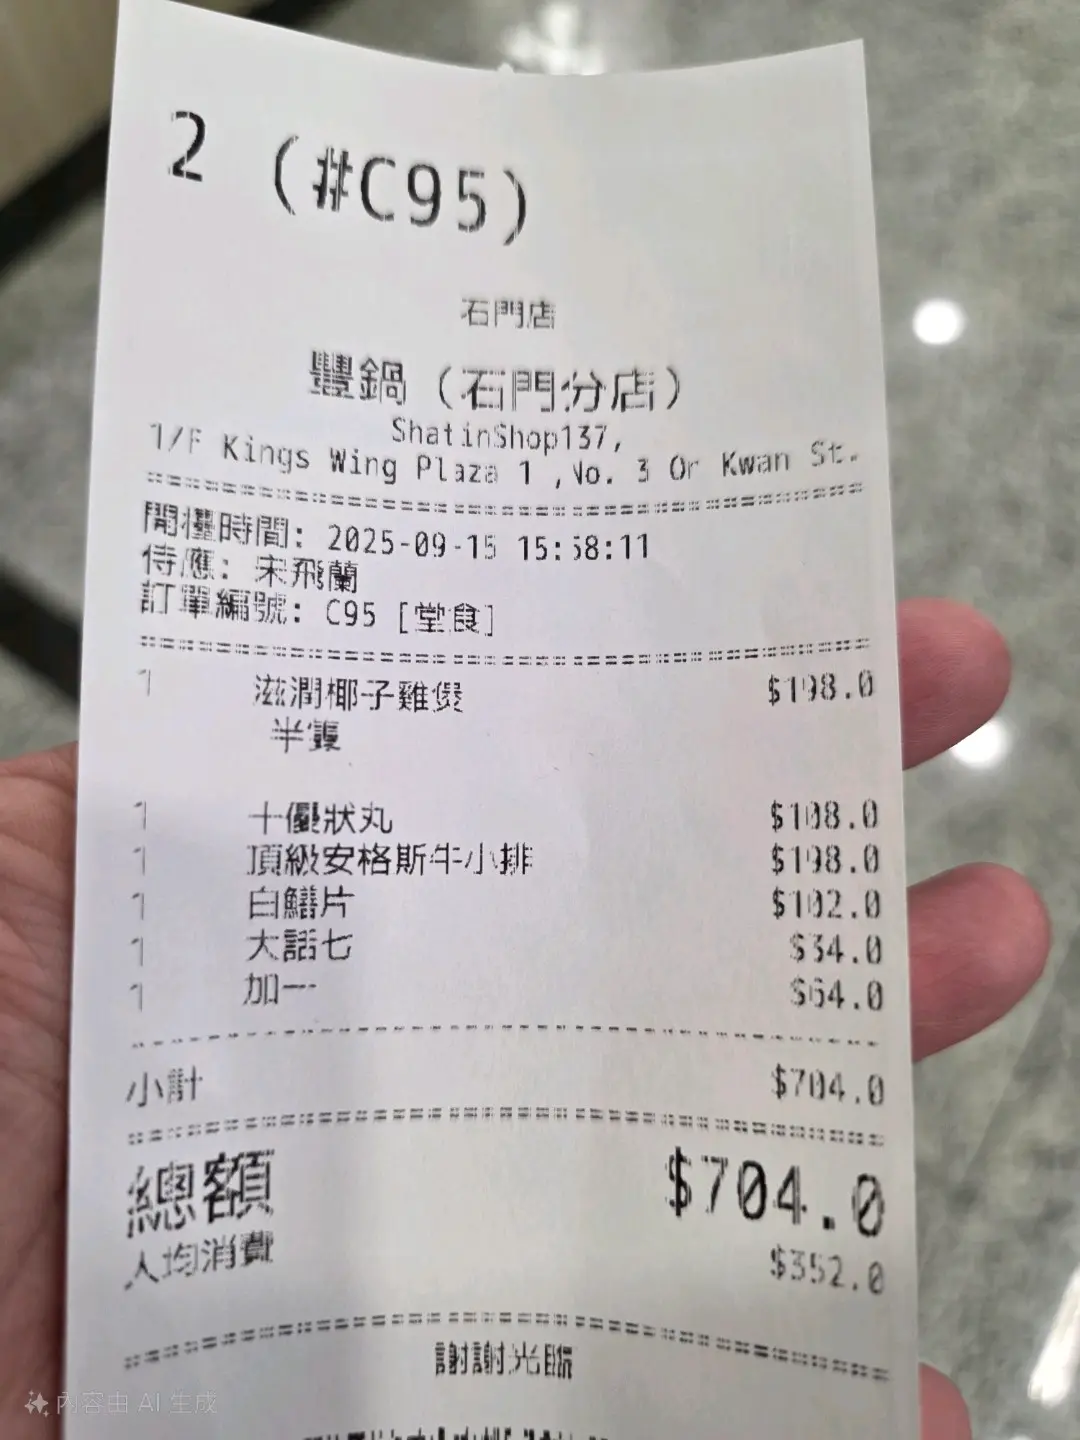 2 (#C95)
石門店
豐鍋 (石門分店)
ShatinShop137,
1/F Kings Wing Plaza 1 ,No. 3 On Kwan St.
開檯時間: 2025-09-15 15:58:11
侍應: 宋飛蘭
訂單編號: C95 [堂食]
1 滋潤椰子雞煲 $198.0
半隻
1 十優狀丸 $108.0
1 頂級安格斯牛小排 $198.0
1 白鱔片 $102.0
1 大話七 $34.0
1 加一 $64.0
小計 $704.0
總額 $704.0
人均消費 $352.0
謝謝光臨
內容由 AI 生成